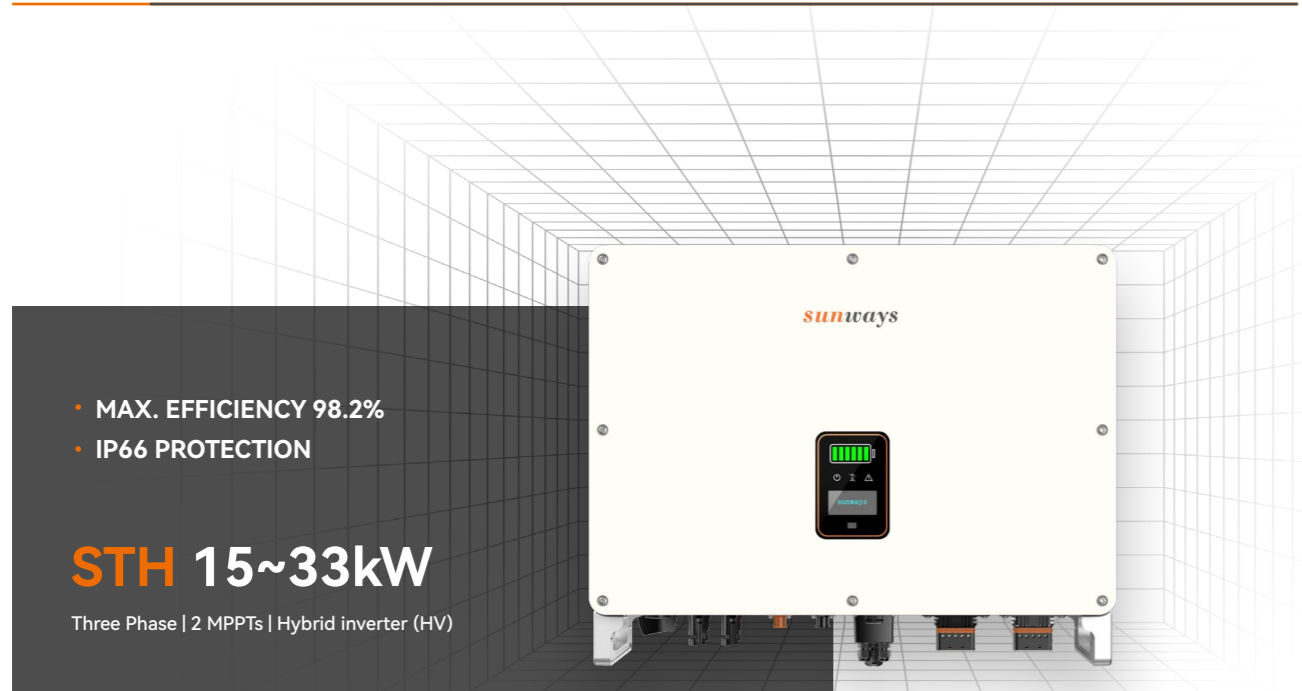 sunways
• MAX. EFFICIENCY 98.2%
• IP66 PROTECTION
sunways
STH 15~33kW
Three Phase | 2 MPPTs | Hybrid inverter (HV)